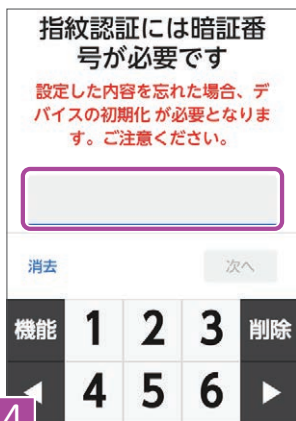 指紋認証には暗証番
号が必要です
設定した内容を忘れた場合、デ
バイスの初期化 が必要となりま
す。ご注意ください。
消去 次へ
機能 1 2 3 削除
◀ 4 5 6 ▶
4